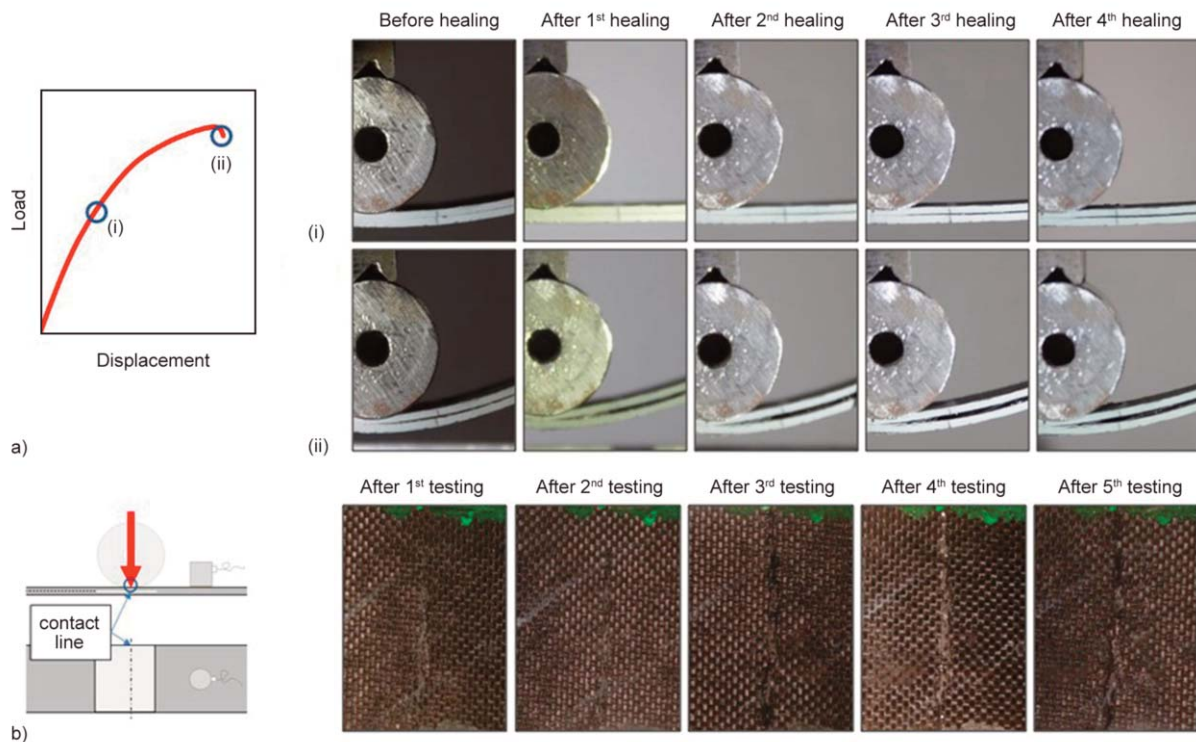 Before healing
After 1st healing
After 2nd healing
After 3rd healing
After 4th healing
Load
(i)
(ii)
Displacement
a)
(i)
(ii)
After 1st testing
After 2nd testing
After 3rd testing
After 4th testing
After 5th testing
contact
line
b)